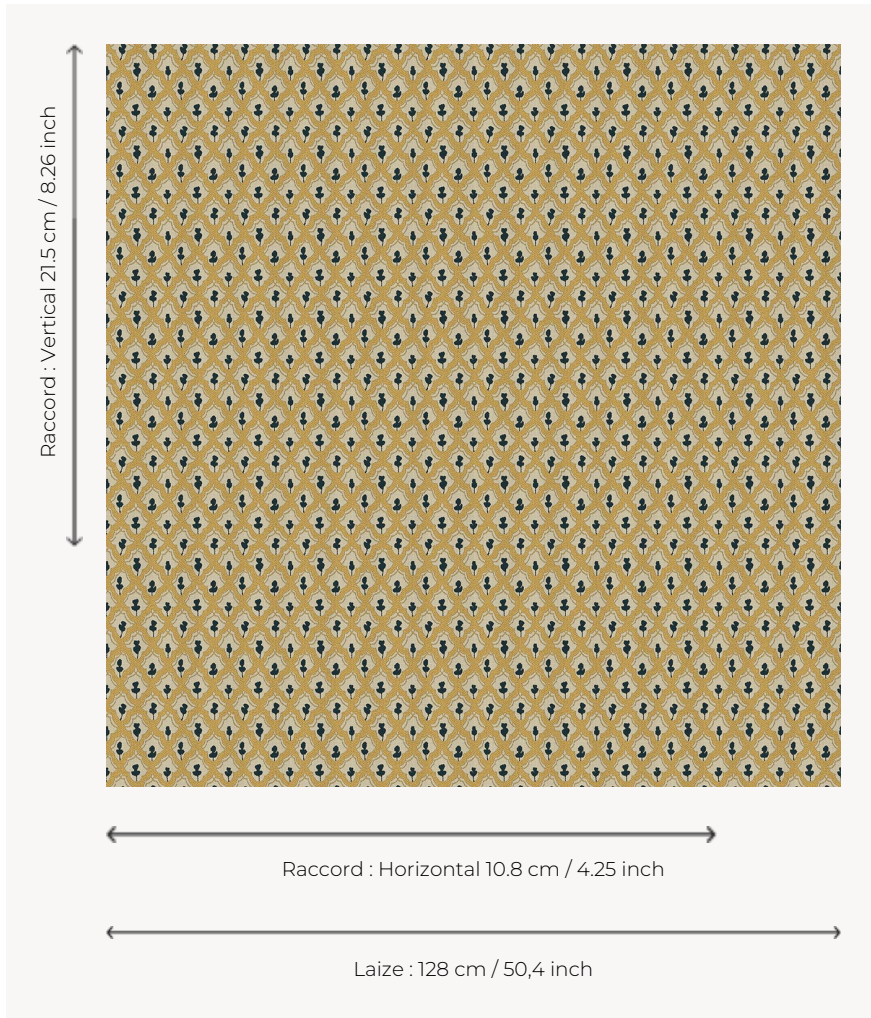 Raccord : Vertical 21.5 cm / 8.26 inch
Raccord : Horizontal 10.8 cm / 4.25 inch
Laize : 128 cm / 50,4 inch